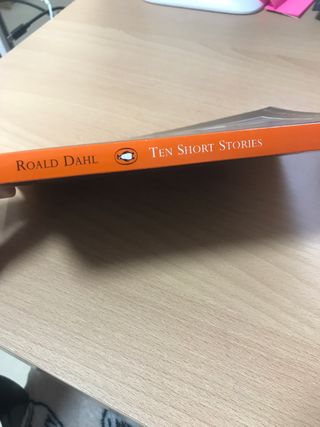 ROALD DAHL TEN SHORT STORIES